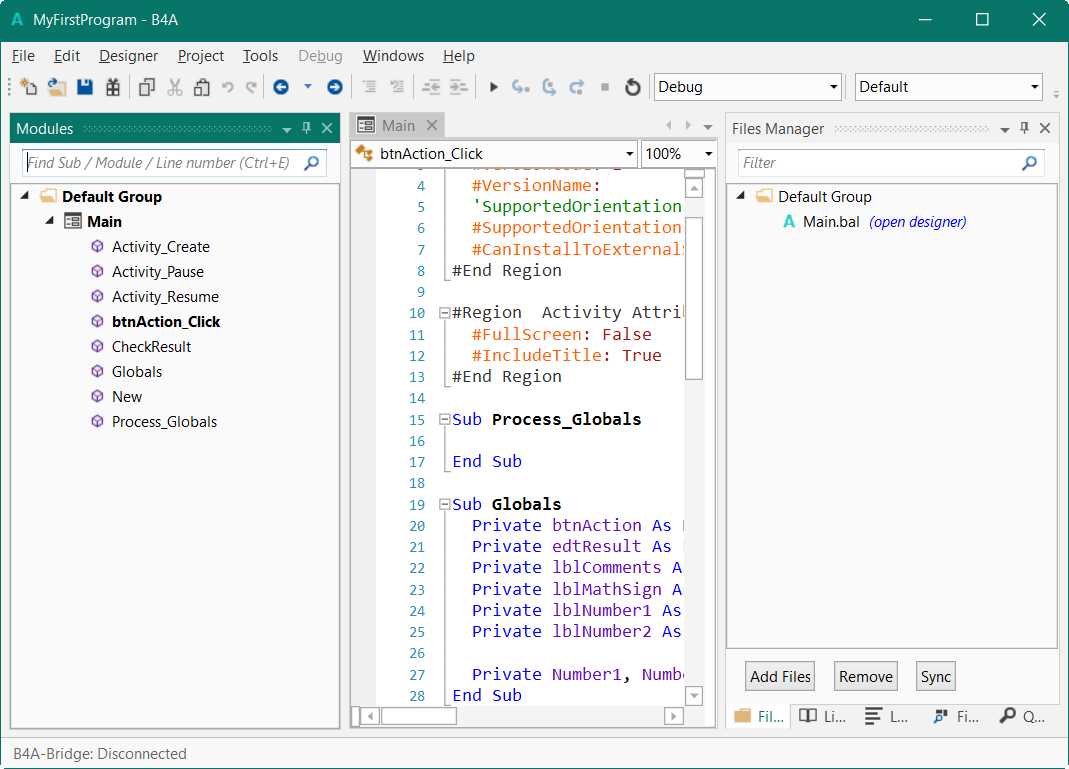 MyFirstProgram - B4A
File Edit Designer Project Tools Debug Windows Help
Debug
Default
Modules
Find Sub / Module / Line number (Ctrl+E)
Default Group
Main
Activity_Create
Activity_Pause
Activity_Resume
btnAction_Click
CheckResult
Globals
New
Process_Globals
Main
btnAction_Click
100%
4 #VersionName:
5 'SupportedOrientation
6 #SupportedOrientation
7 #CanInstallToExternal
8 #End Region
9
10 #Region Activity Attri
11 #FullScreen: False
12 #IncludeTitle: True
13 #End Region
14
15 Sub Process_Globals
16
17 End Sub
18
19 Sub Globals
20 Private btnAction As
21 Private edtResult As
22 Private lblComments A
23 Private lblMathSign A
24 Private lblNumber1 As
25 Private lblNumber2 As
26
27 Private Number1, Numb
28 End Sub
Files Manager
Filter
Default Group
Main.bal (open designer)
Add Files Remove Sync
Fil... Li... L... Fi... Q...
B4A-Bridge: Disconnected